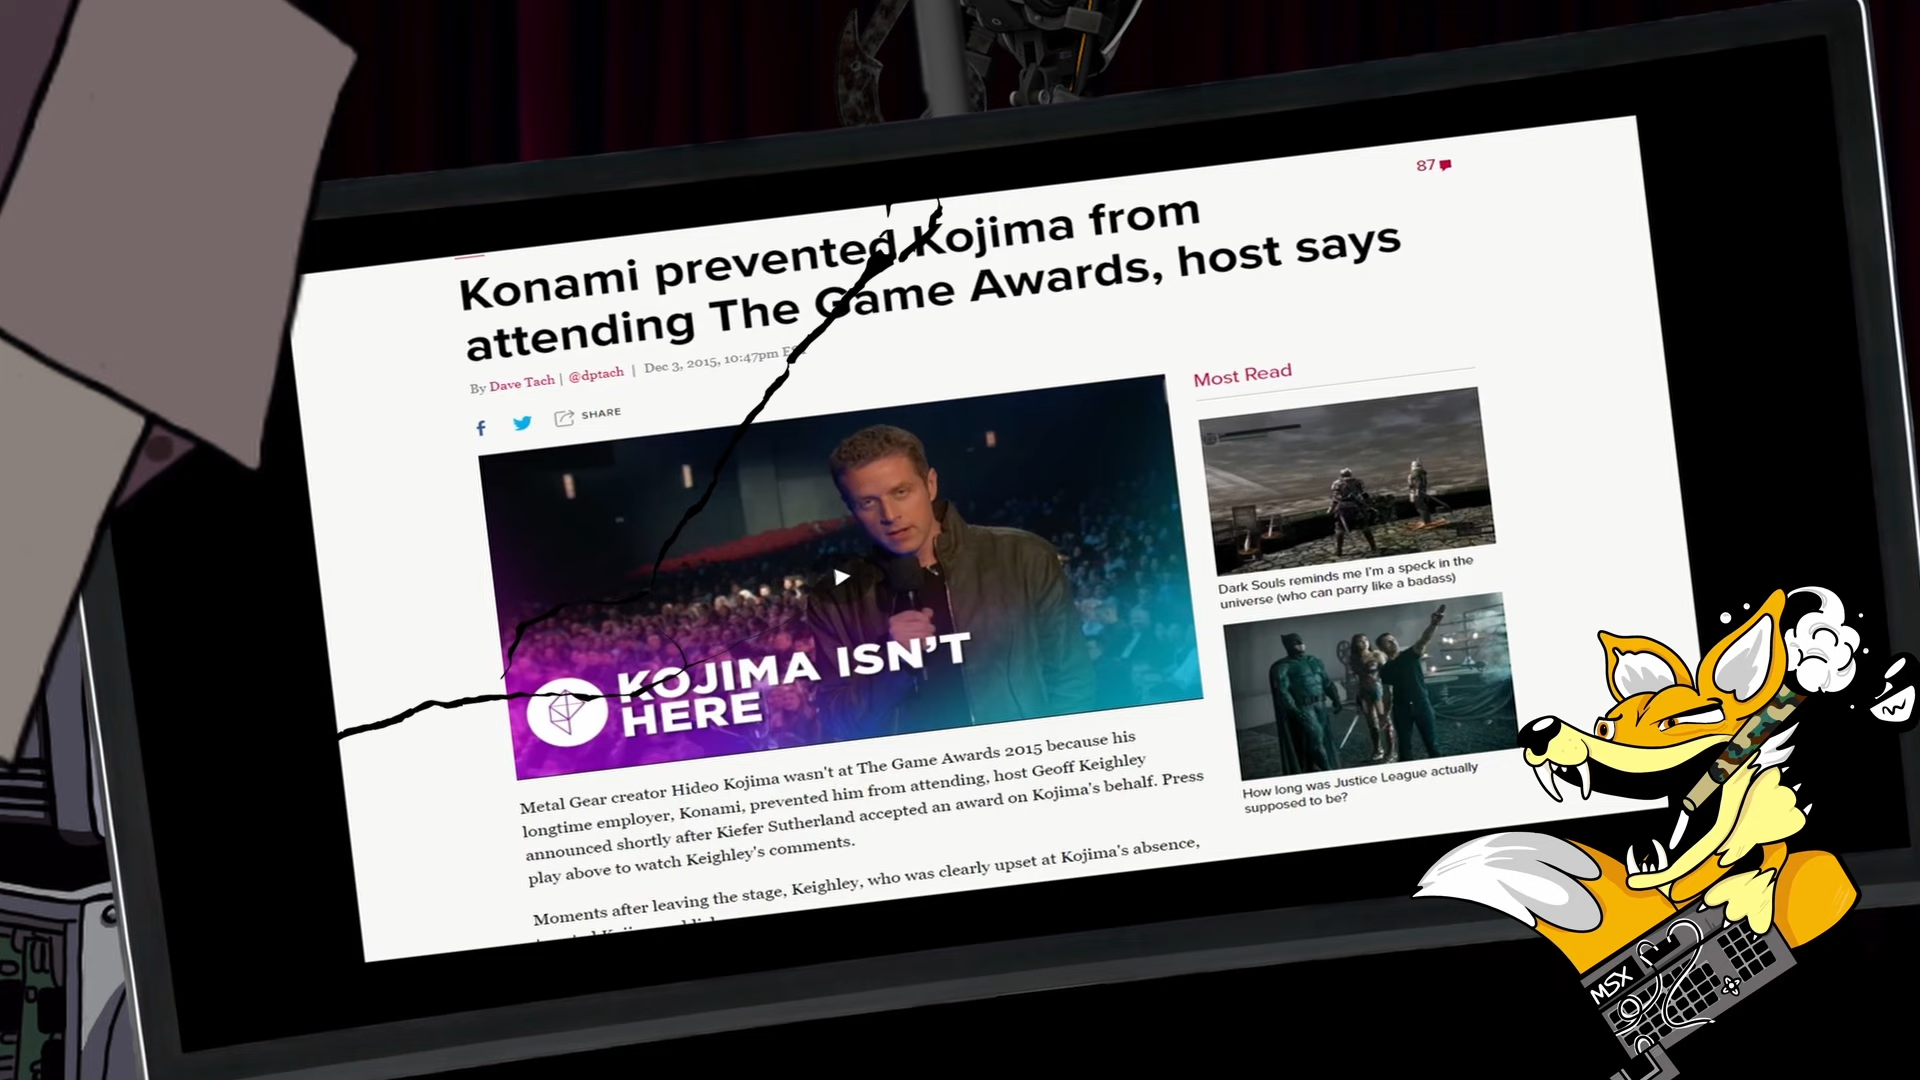 87
Konami prevented Kojima from
attending The Game Awards, host says
By Dave Tach | @dptach | Dec 3, 2015, 10:47pm
SHARE
KOJIMA ISN'T
HERE
Metal Gear creator Hideo Kojima wasn't at The Game Awards 2015 because his
longtime employer, Konami, prevented him from attending, host Geoff Keighley
announced shortly after Kiefer Sutherland accepted an award on Kojima's behalf. Press
play above to watch Keighley's comments.
Moments after leaving the stage, Keighley, who was clearly upset at Kojima's absence,
Most Read
Dark Souls reminds me I'm a speck in the
universe (who can parry like a badass)
How long was Justice League actually
supposed to be?
MSX